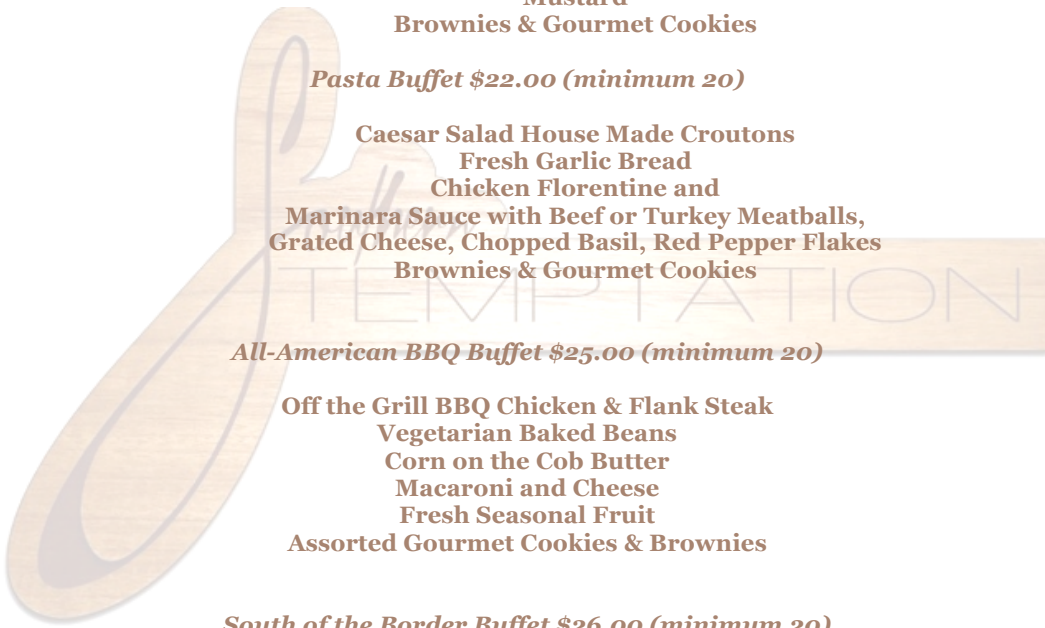 Mustard
Brownies & Gourmet Cookies
Pasta Buffet $22.00 (minimum 20)
Caesar Salad House Made Croutons
Fresh Garlic Bread
Chicken Florentine and
Marinara Sauce with Beef or Turkey Meatballs,
Grated Cheese, Chopped Basil, Red Pepper Flakes
Brownies & Gourmet Cookies
Southern
TEMPTATION
All-American BBQ Buffet $25.00 (minimum 20)
Off the Grill BBQ Chicken & Flank Steak
Vegetarian Baked Beans
Corn on the Cob Butter
Macaroni and Cheese
Fresh Seasonal Fruit
Assorted Gourmet Cookies & Brownies
South of the Border Buffet $26.00 (minimum 20)